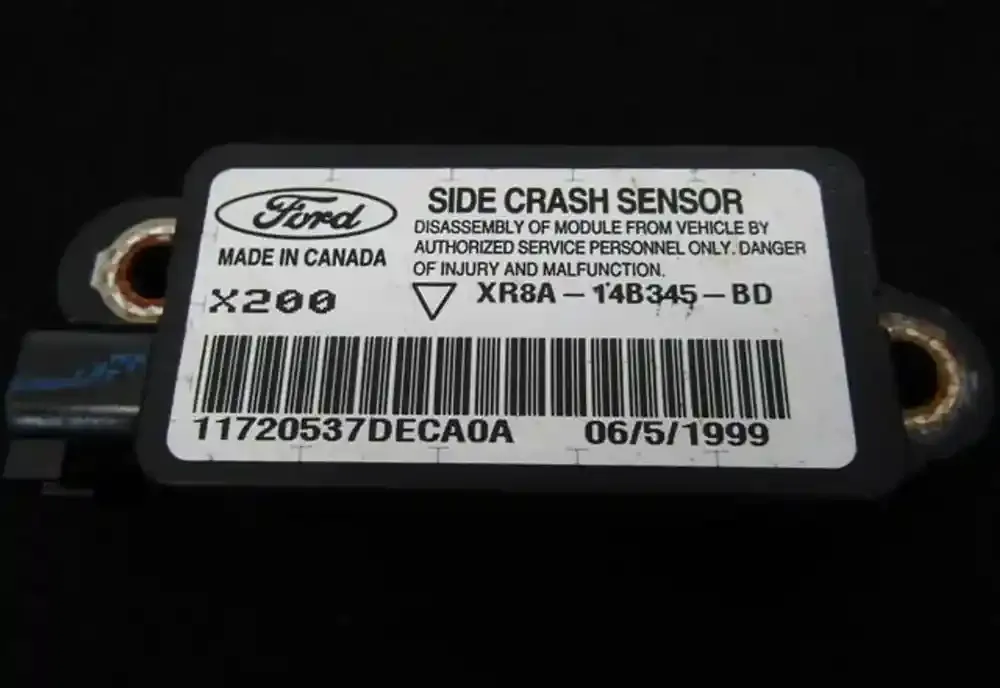 Ford
MADE IN CANADA
X200
SIDE CRASH SENSOR
DISASSEMBLY OF MODULE FROM VEHICLE BY
AUTHORIZED SERVICE PERSONNEL ONLY. DANGER
OF INJURY AND MALFUNCTION.
XR8A-14B345-BD
11720537DECA0A 06/5/1999